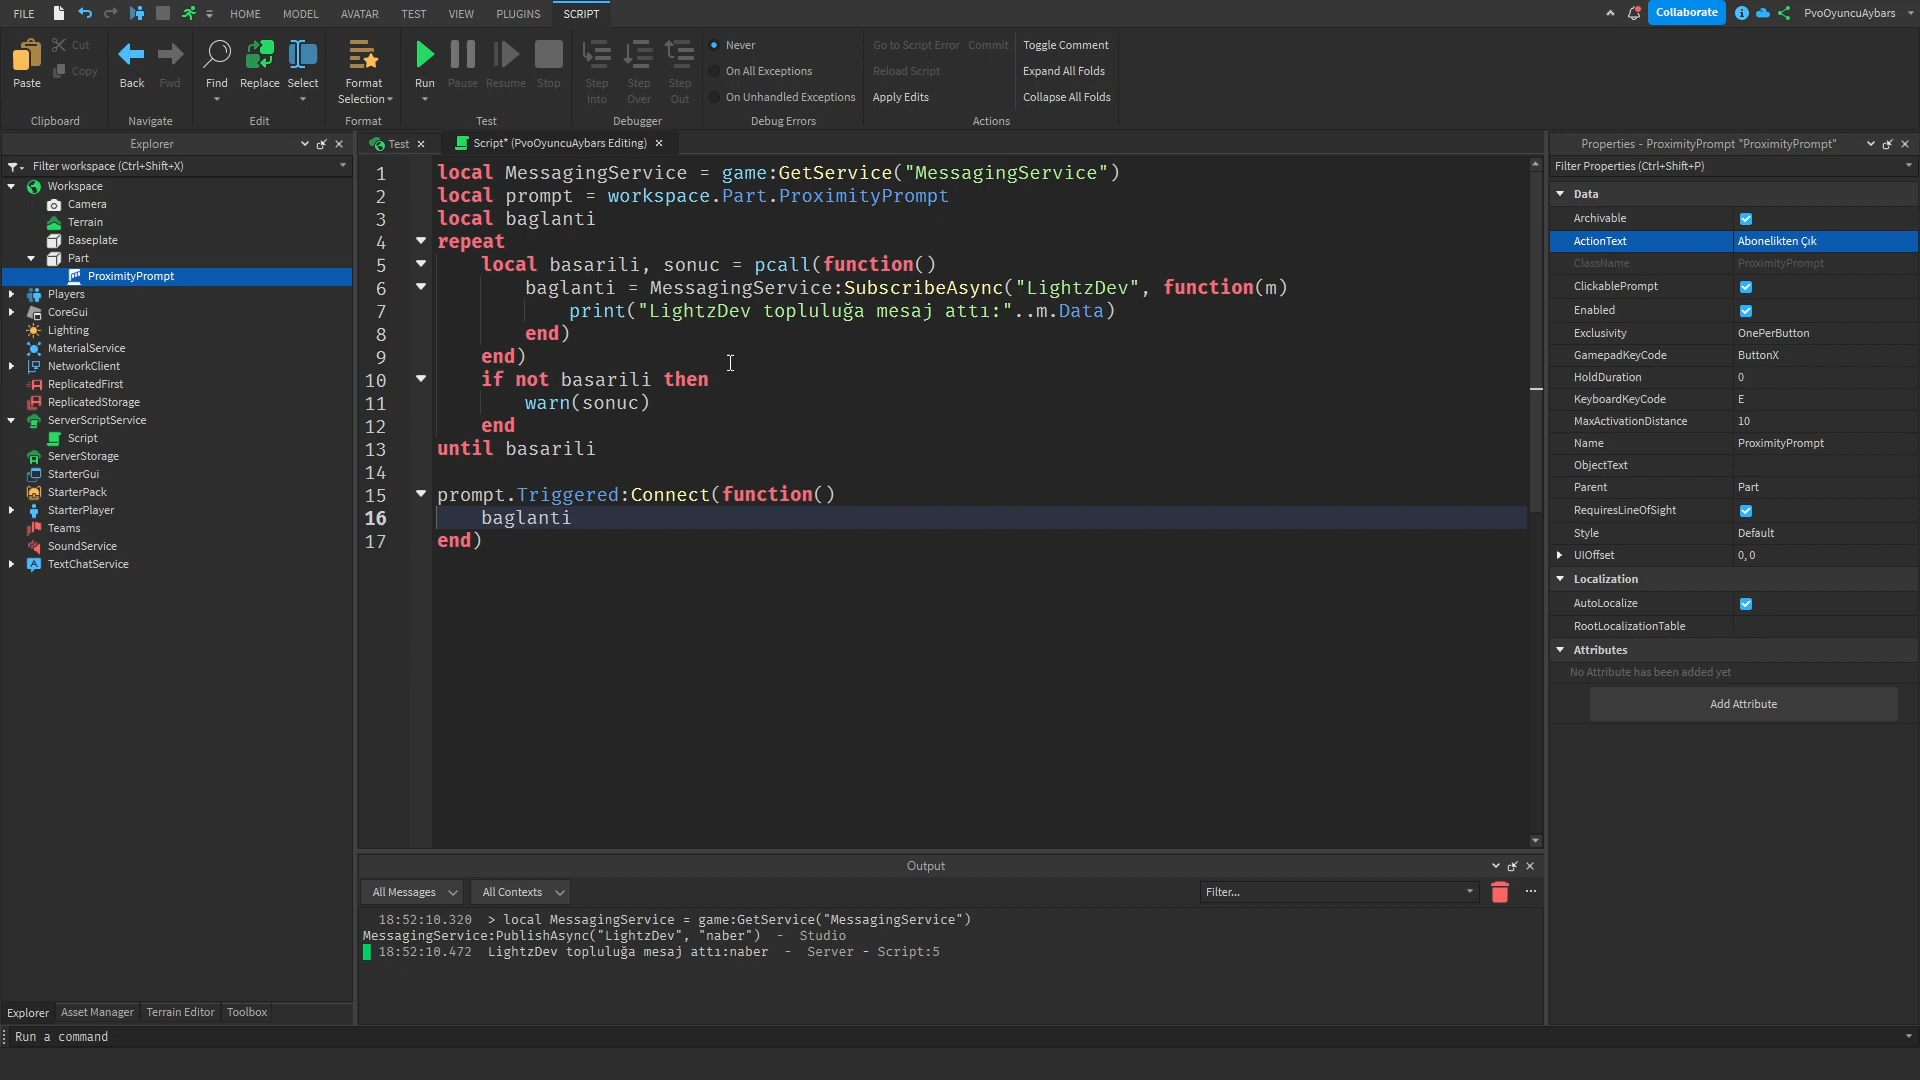 FILE HOME MODEL AVATAR TEST VIEW PLUGINS SCRIPT Collaborate PvoOyuncuAybars
Paste Cut Copy Clipboard
Back Fwd Navigate
Find Replace Select Edit
Format Selection Format
Run Pause Resume Stop Test
Step Into Step Over Step Out Debugger
Never
On All Exceptions
On Unhandled Exceptions
Debug Errors
Go to Script Error Commit Toggle Comment
Reload Script Expand All Folds
Apply Edits Collapse All Folds
Actions
Explorer
Filter workspace (Ctrl+Shift+X)
Workspace
Camera
Terrain
Baseplate
Part
ProximityPrompt
Players
CoreGui
Lighting
MaterialService
NetworkClient
ReplicatedFirst
ReplicatedStorage
ServerScriptService
Script
ServerStorage
StarterGui
StarterPack
StarterPlayer
Teams
SoundService
TextChatService
Explorer Asset Manager Terrain Editor Toolbox
Test Script* (PvoOyuncuAybars Editing)
1 local MessagingService = game:GetService("MessagingService")
2 local prompt = workspace.Part.ProximityPrompt
3 local baglanti
4 repeat
5 local basarili, sonuc = pcall(function()
6 baglanti = MessagingService:SubscribeAsync("LightzDev", function(m)
7 print("LightzDev topluluğa mesaj attı:"..m.Data)
8 end)
9 end)
10 if not basarili then
11 warn(sonuc)
12 end
13 until basarili
14
15 prompt.Triggered:Connect(function()
16 baglanti
17 end)
Output
All Messages All Contexts Filter...
18:52:10.320 > local MessagingService = game:GetService("MessagingService")
MessagingService:PublishAsync("LightzDev", "naber") - Studio
18:52:10.472 LightzDev topluluğa mesaj attı:naber - Server - Script:5
Properties - ProximityPrompt "ProximityPrompt"
Filter Properties (Ctrl+Shift+P)
Data
Archivable
ActionText Abonelikten Çık
ClassName ProximityPrompt
ClickablePrompt
Enabled
Exclusivity OnePerButton
GamepadKeyCode ButtonX
HoldDuration 0
KeyboardKeyCode E
MaxActivationDistance 10
Name ProximityPrompt
ObjectText
Parent Part
RequiresLineOfSight
Style Default
UIOffset 0, 0
Localization
AutoLocalize
RootLocalizationTable
Attributes
No Attribute has been added yet
Add Attribute
Run a command